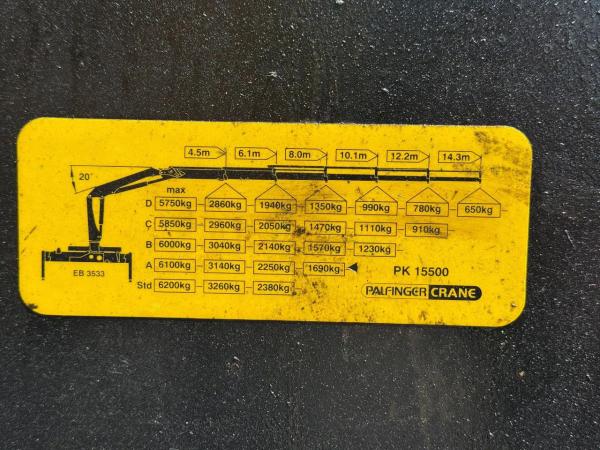 4.5m 6.1m 8.0m 10.1m 12.2m 14.3m
20°
max
D 5750kg 2860kg 1940kg 1350kg 990kg 780kg 650kg
C 5850kg 2960kg 2050kg 1470kg 1110kg 910kg
B 6000kg 3040kg 2140kg 1570kg 1230kg
A 6100kg 3140kg 2250kg 1690kg PK 15500
EB 3533
Std 6200kg 3260kg 2380kg PALFINGER CRANE